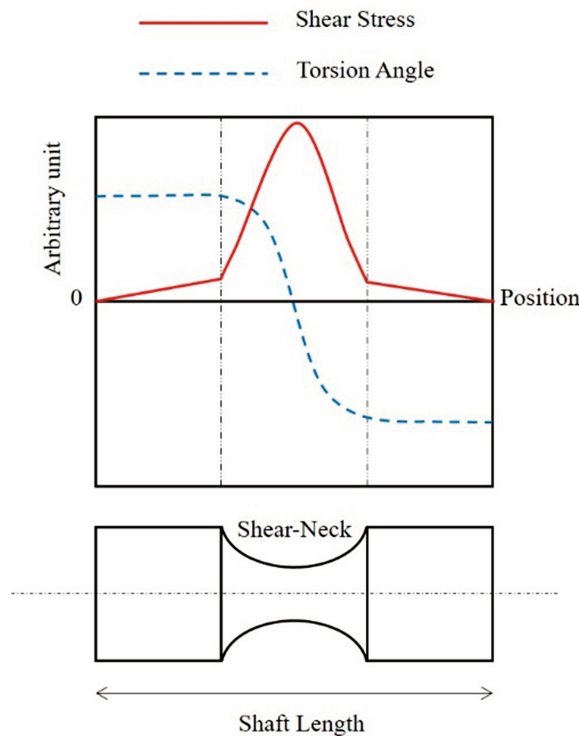 Shear Stress
Torsion Angle
Arbitrary unit
0
Position
Shear-Neck
Shaft Length